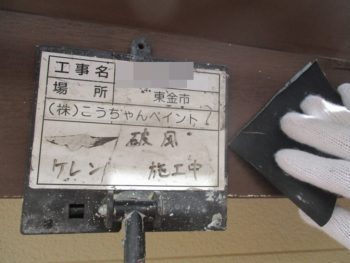 工事名
場所 東金市
(株)こうちゃんペイント
破風
ケレン 施工中